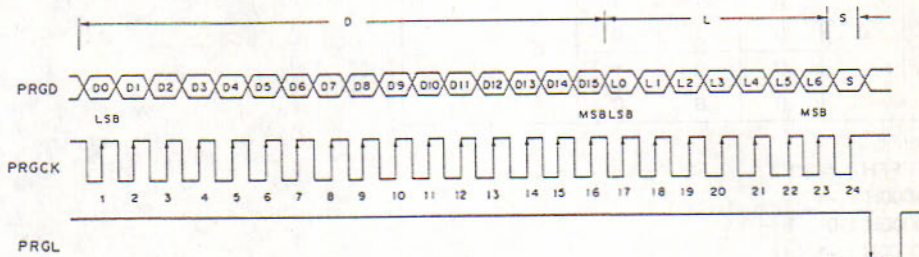 D L S
PRGD D0 D1 D2 D3 D4 D5 D6 D7 D8 D9 D10 D11 D12 D13 D14 D15 L0 L1 L2 L3 L4 L5 L6 S
LSB MSB LSB MSB
PRGCK
1 2 3 4 5 6 7 8 9 10 11 12 13 14 15 16 17 18 19 20 21 22 23 24
PRGL